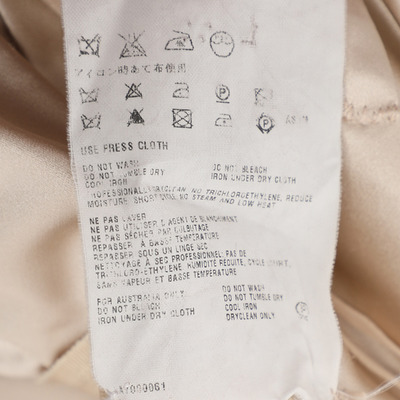 アイロン時あて布使用
USE PRESS CLOTH
DO NOT WASH DO NOT BLEACH
DO NOT TUMBLE DRY IRON UNDER DRY CLOTH
COOL IRON
PROFESSIONALLY DRYCLEAN, NO TRICHLOROETHYLENE, REDUCE
MOISTURE, SHORT NO STEAM AND LOW HEAT
NE PAS LAVER
NE PAS UTILISER D'AGENT DE BLANCHIMENT
NE PAS SÉCHER PAR CULBUTAGE
REPASSER À BASSE TEMPÉRATURE
REPASSER SOUS UN LINGE SEC
NETTOYAGE À SEC PROFESSIONNEL: PAS DE
TRICHLOROÉTHYLÈNE HUMIDITÉ RÉDUITE, CYCLE
SANS VAPEUR ET BASSE TEMPÉRATURE
FOR AUSTRALIA ONLY DO NOT WASH
DO NOT BLEACH DO NOT TUMBLE DRY
IRON UNDER DRY CLOTH COOL IRON
DRYCLEAN ONLY